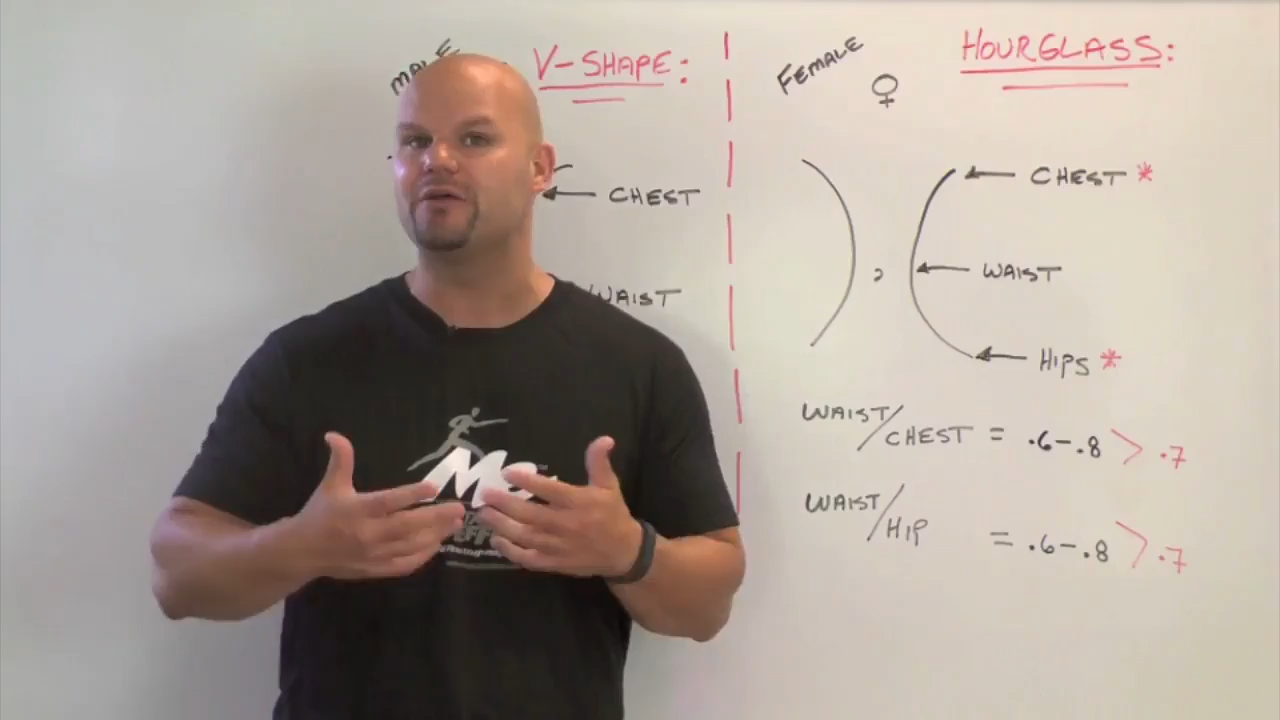 MALE
V-SHAPE:
CHEST
WAIST
FEMALE ♀
HOURGLASS:
CHEST *
WAIST
HIPS *
WAIST/CHEST = .6-.8 > .7
WAIST/HIP = .6-.8 > .7